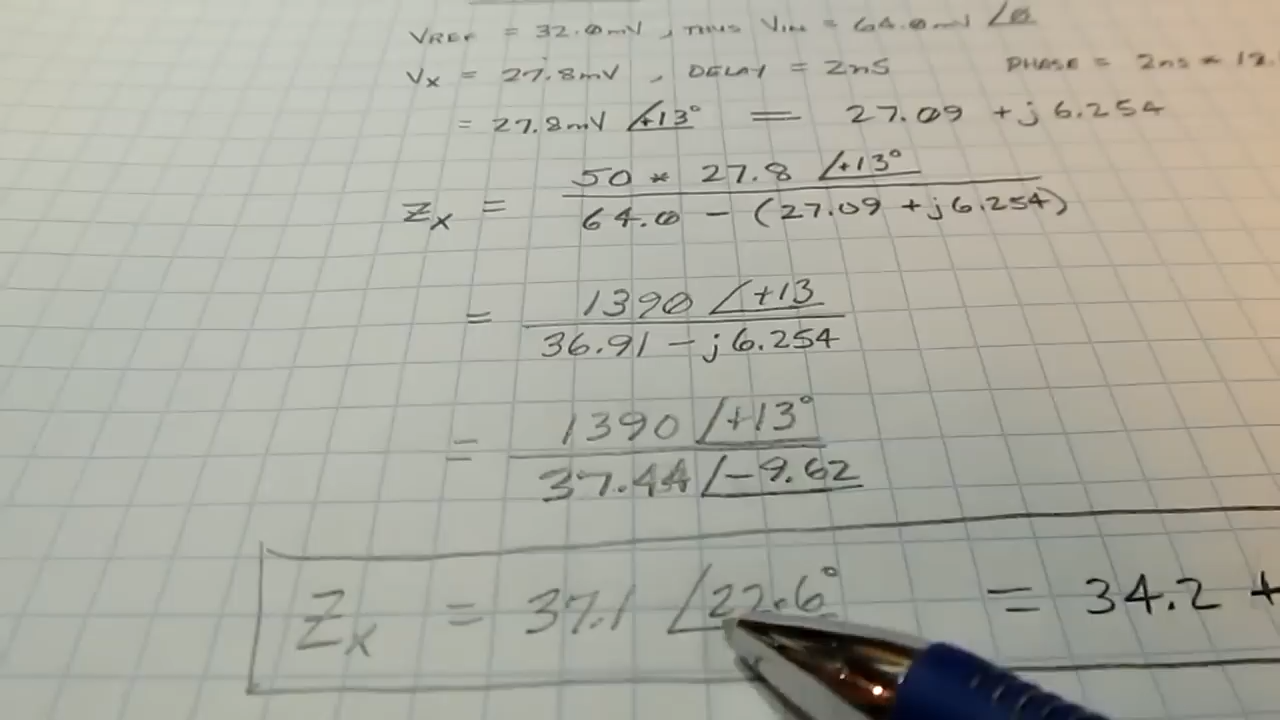 VREF = 32.0mV, THUS VIN = 64.0mV ∠0
Vx = 27.8mV, DELAY = 2nS PHASE = 2ns * 12.
= 27.8mV ∠+13° = 27.09 + j6.254
Zx = 50 * 27.8 ∠+13°
64.0 - (27.09 + j6.254)
= 1390 ∠+13
36.91 - j6.254
= 1390 ∠+13°
37.44 ∠-9.62
Zx = 37.1 ∠22.6° = 34.2 +